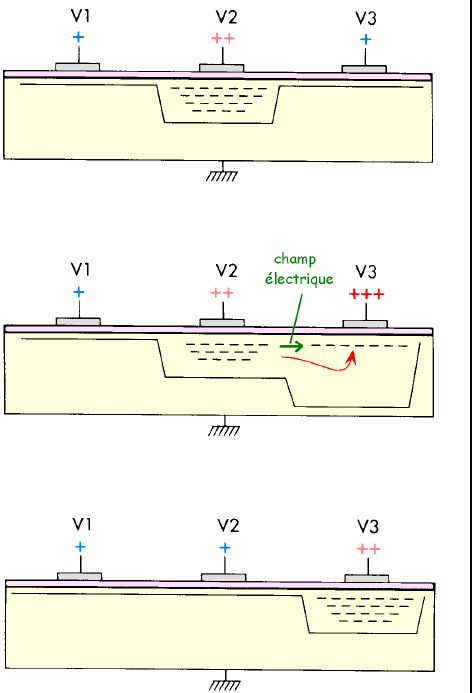 V1 V2 V3
+ ++ +
champ
électrique
V1 V2 V3
+ ++ +++
V1 V2 V3
+ + ++